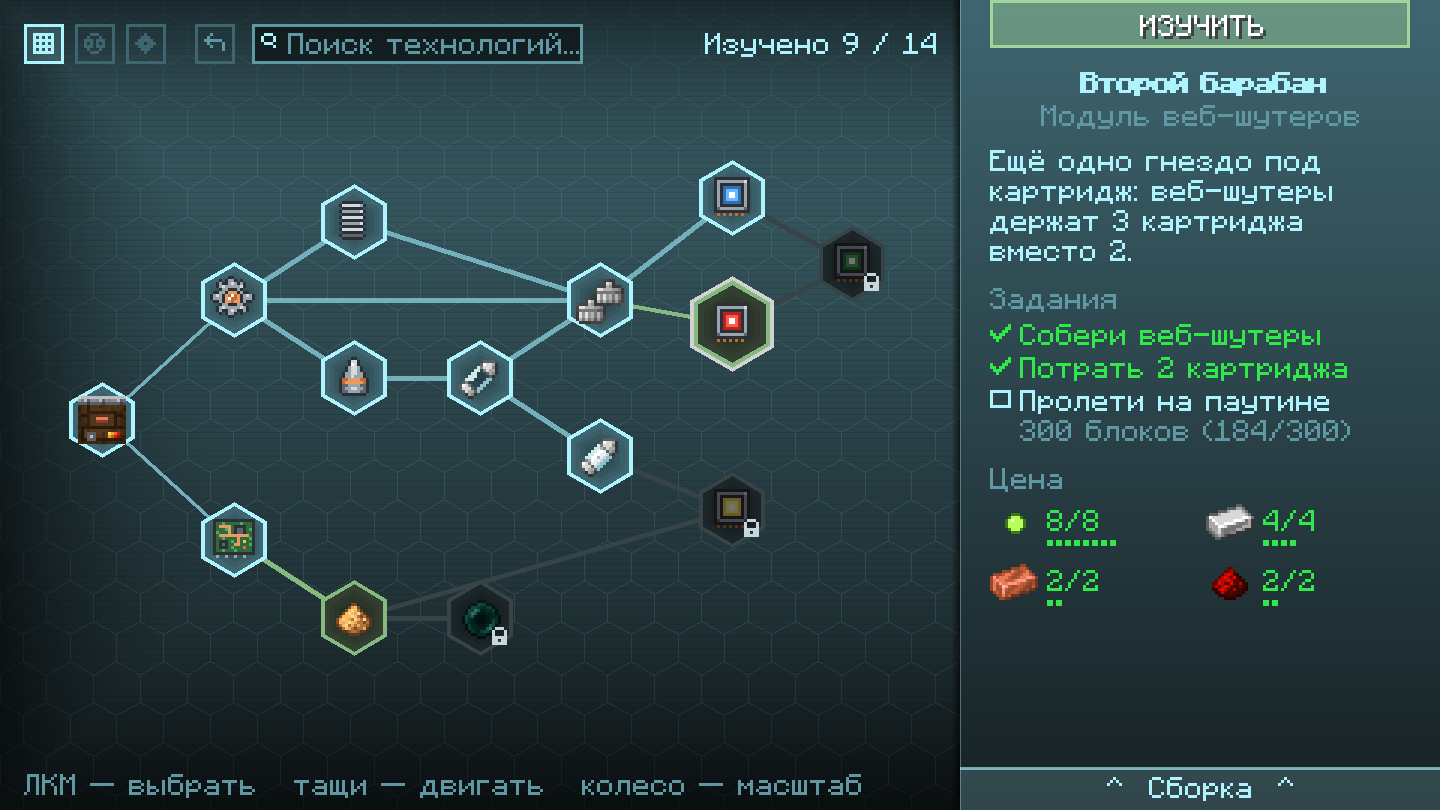 Поиск технологий...
Изучено 9 / 14
ИЗУЧИТЬ
Второй барабан
Модуль веб-шутеров
Ещё одно гнездо под
картридж: веб-шутеры
держат 3 картриджа
вместо 2.
Задания
Собери веб-шутеры
Потрать 2 картриджа
Пролети на паутине
300 блоков (184/300)
Цена
8/8 4/4
2/2 2/2
ЛКМ — выбрать тащи — двигать колесо — масштаб
^ Сборка ^